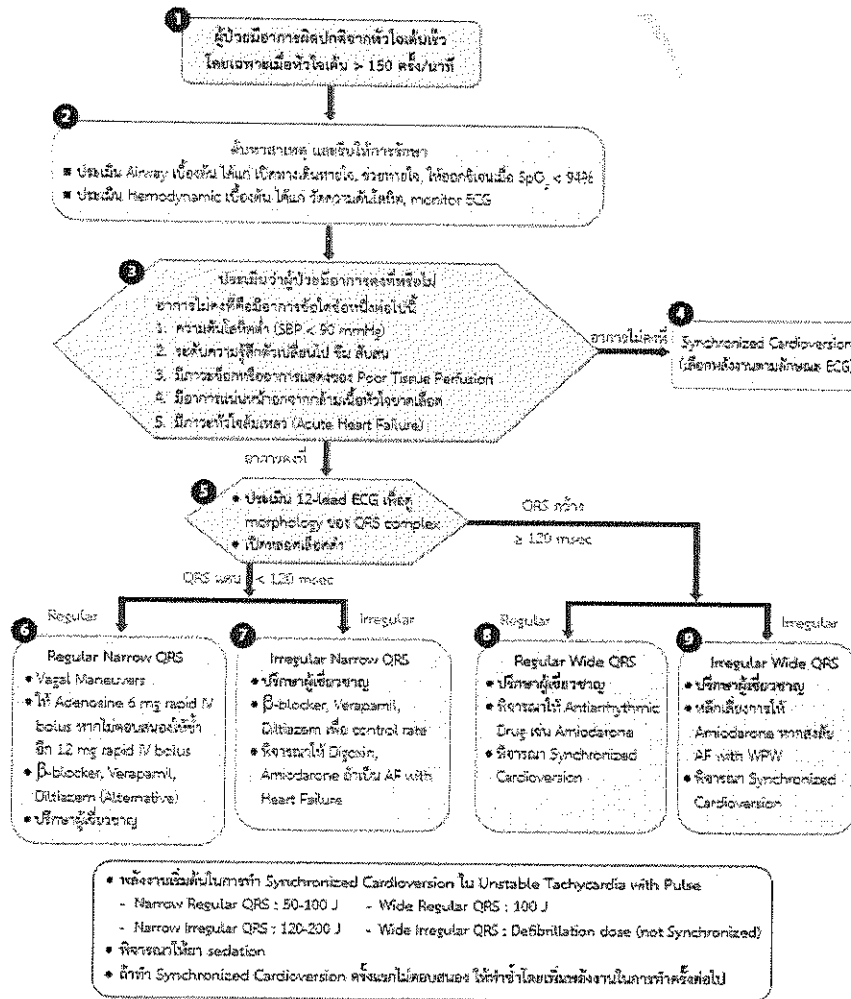 1
ผู้ป่วยมีอาการผิดปกติจากหัวใจเต้นเร็ว
โดยเฉพาะเมื่อหัวใจเต้น > 150 ครั้ง/นาที
2
ค้นหาสาเหตุ และรีบให้การรักษา
■ ประเมิน Airway เบื้องต้น ได้แก่ เปิดทางเดินหายใจ, ช่วยหายใจ, ให้ออกซิเจนเมื่อ SpO₂ < 94%
■ ประเมิน Hemodynamic เบื้องต้น ได้แก่ วัดความดันโลหิต, monitor ECG
3
ประเมินว่าผู้ป่วยมีอาการคงที่หรือไม่
อาการไม่คงที่คือมีอาการข้อใดข้อหนึ่งต่อไปนี้
1. ความดันโลหิตต่ำ (SBP < 90 mmHg)
2. ระดับความรู้สึกตัวเปลี่ยนไป ซึม สับสน
3. มีภาวะช็อกหรืออาการแสดงของ Poor Tissue Perfusion
4. มีอาการแน่นหน้าอกจากกล้ามเนื้อหัวใจขาดเลือด
5. มีภาวะหัวใจล้มเหลว (Acute Heart Failure)
อาการไม่คงที่
4
Synchronized Cardioversion
(เลือกพลังงานตามลักษณะ ECG)
อาการคงที่
5
● ประเมิน 12-lead ECG เพื่อดู
morphology ของ QRS complex
● เปิดหลอดเลือดดำ
QRS กว้าง
≥ 120 msec
QRS แคบ < 120 msec
Regular
Irregular
Regular
Irregular
6
Regular Narrow QRS
● Vagal Maneuvers
● ให้ Adenosine 6 mg rapid IV
bolus หากไม่ตอบสนองให้ซ้ำ
อีก 12 mg rapid IV bolus
● β-blocker, Verapamil,
Diltiazem (Alternative)
● ปรึกษาผู้เชี่ยวชาญ
7
Irregular Narrow QRS
● ปรึกษาผู้เชี่ยวชาญ
● β-blocker, Verapamil,
Diltiazem เพื่อ control rate
● พิจารณาให้ Digoxin,
Amiodarone ถ้าเป็น AF with
Heart Failure
8
Regular Wide QRS
● ปรึกษาผู้เชี่ยวชาญ
● พิจารณาให้ Antiarrhythmic
Drug เช่น Amiodarone
● พิจารณา Synchronized
Cardioversion
9
Irregular Wide QRS
● ปรึกษาผู้เชี่ยวชาญ
● หลีกเลี่ยงการให้
Amiodarone หากสงสัย
AF with WPW
● พิจารณา Synchronized
Cardioversion
● พลังงานเริ่มต้นในการทำ Synchronized Cardioversion ใน Unstable Tachycardia with Pulse
- Narrow Regular QRS : 50-100 J - Wide Regular QRS : 100 J
- Narrow Irregular QRS : 120-200 J - Wide Irregular QRS : Defibrillation dose (not Synchronized)
● พิจารณาให้ยา sedation
● ถ้าทำ Synchronized Cardioversion ครั้งแรกไม่ตอบสนอง ให้ทำซ้ำโดยเพิ่มพลังงานในการทำครั้งต่อไป